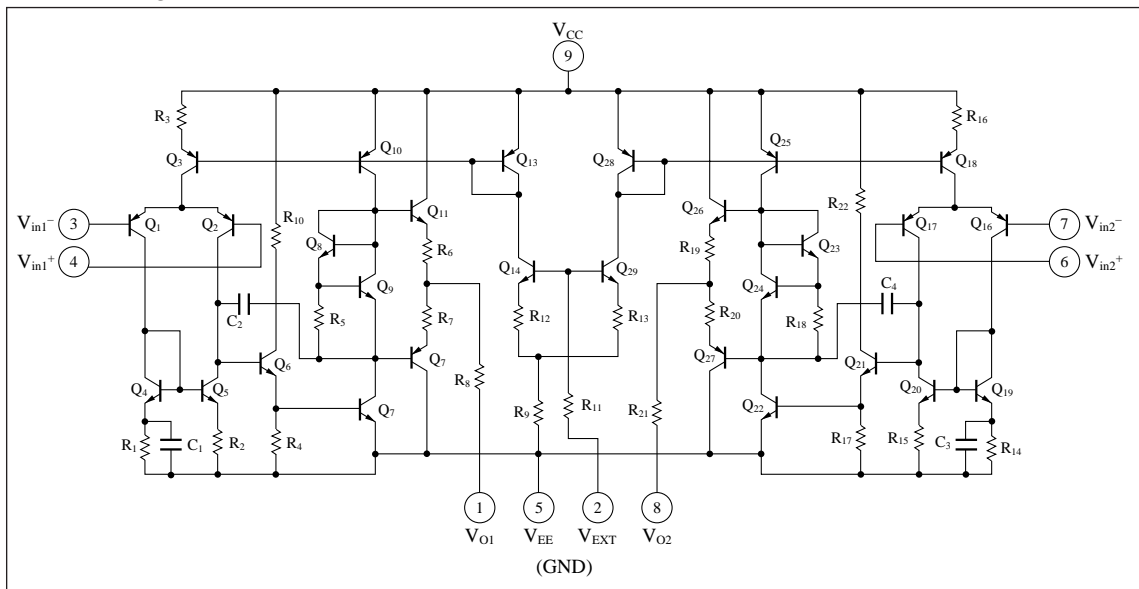 V_CC
9
R_3
R_16
Q_3
Q_10
Q_13
Q_28
Q_25
Q_18
V_in1^-
3
Q_1
Q_2
R_10
Q_11
Q_26
R_22
Q_17
Q_16
7
V_in2^-
V_in1^+
4
Q_8
R_6
Q_14
Q_29
R_19
Q_23
6
V_in2^+
C_2
Q_9
R_5
R_7
R_12
R_13
R_20
Q_24
R_18
C_4
Q_4
Q_5
Q_6
Q_7
R_8
Q_27
Q_21
Q_20
Q_19
R_1
C_1
R_2
R_4
Q_7
R_9
R_11
R_21
Q_22
R_17
R_15
C_3
R_14
1
5
2
8
V_O1
V_EE
V_EXT
V_O2
(GND)